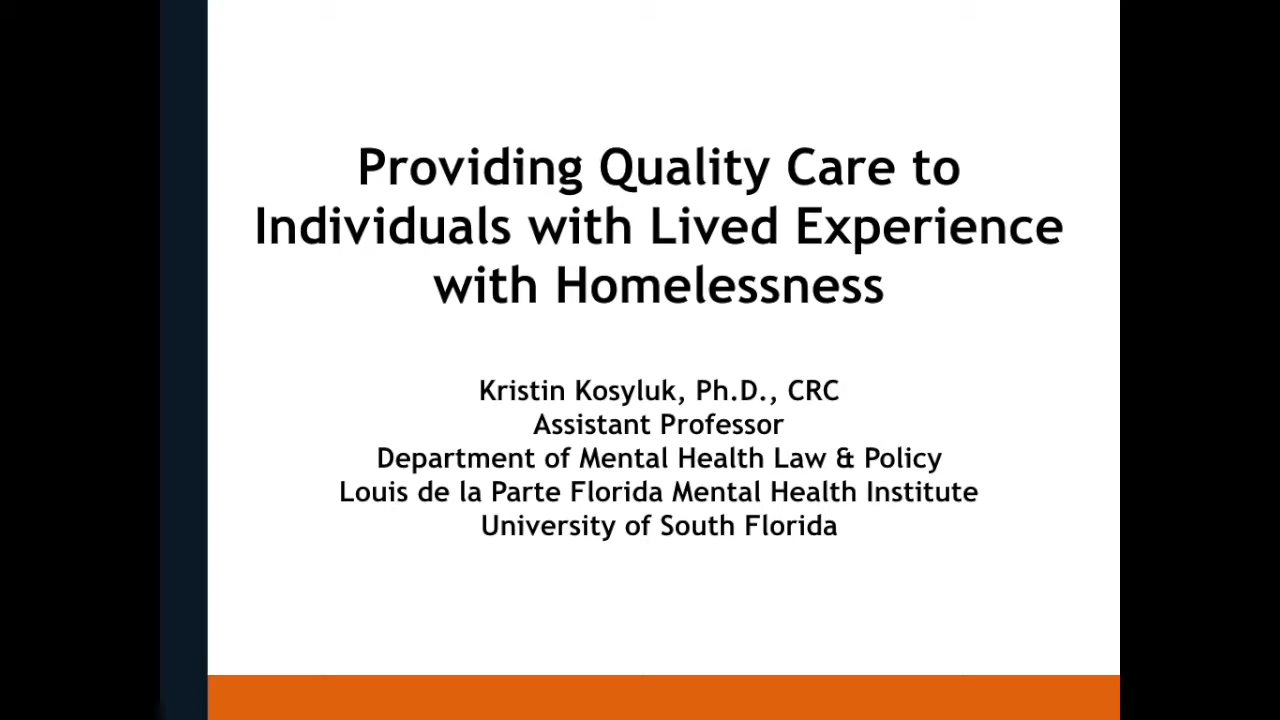 Providing Quality Care to
Individuals with Lived Experience
with Homelessness
Kristin Kosyluk, Ph.D., CRC
Assistant Professor
Department of Mental Health Law & Policy
Louis de la Parte Florida Mental Health Institute
University of South Florida